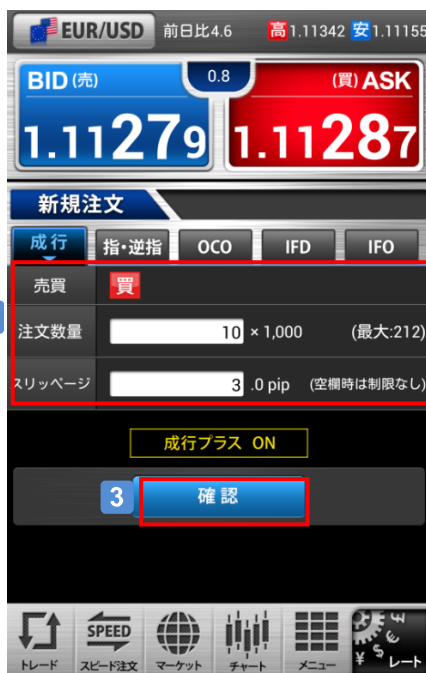 EUR/USD 前日比4.6 高1.11342 安1.11155
BID(売) 0.8 (買)ASK
1.11279 1.11287
新規注文
成行 指・逆指 OCO IFD IFO
売買 買
注文数量 10 ×1,000 (最大:212)
スリッページ 3 .0 pip (空欄時は制限なし)
成行プラス ON
3 確認
SPEED
トレード スピード注文 マーケット チャート メニュー レート